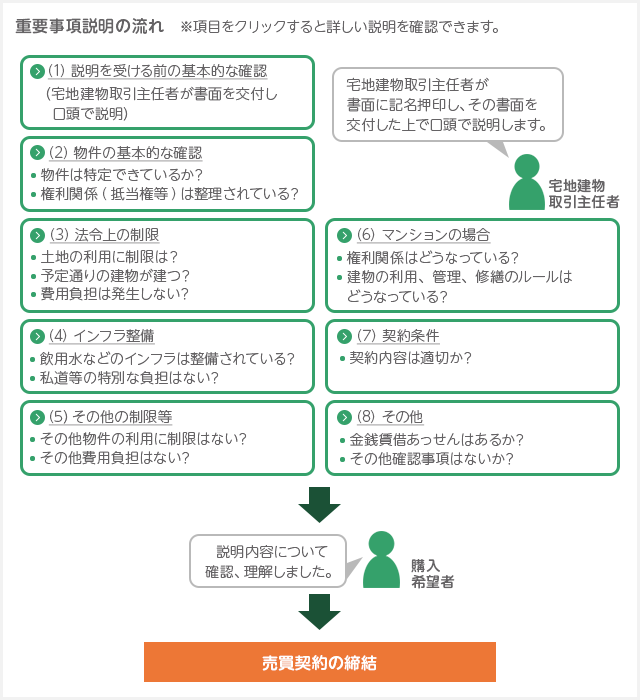 重要事項説明の流れ ※項目をクリックすると詳しい説明を確認できます。
(1) 説明を受ける前の基本的な確認
(宅地建物取引主任者が書面を交付し
口頭で説明)
宅地建物取引主任者が
書面に記名押印し、その書面を
交付した上で口頭で説明します。
宅地建物
取引主任者
(2) 物件の基本的な確認
• 物件は特定できているか?
• 権利関係 ( 抵当権等 ) は整理されている?
(3) 法令上の制限
• 土地の利用に制限は?
• 予定通りの建物が建つ?
• 費用負担は発生しない?
(4) インフラ整備
• 飲用水などのインフラは整備されている?
• 私道等の特別な負担はない?
(5) その他の制限等
• その他物件の利用に制限はない?
• その他費用負担はない?
(6) マンションの場合
• 権利関係はどうなっている?
• 建物の利用、管理、修繕のルールは
どうなっている?
(7) 契約条件
• 契約内容は適切か?
(8) その他
• 金銭賃借あっせんはあるか?
• その他確認事項はないか?
説明内容について
確認、理解しました。
購入
希望者
売買契約の締結